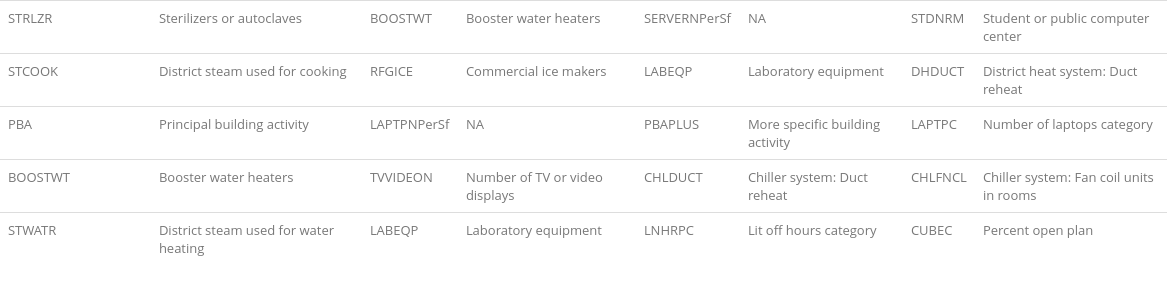 STRLZR Sterilizers or autoclaves BOOSTWT Booster water heaters SERVERNPerSf NA STDNRM Student or public computer
center
STCOOK District steam used for cooking RFGICE Commercial ice makers LABEQP Laboratory equipment DHDUCT District heat system: Duct
reheat
PBA Principal building activity LAPTPNPerSf NA PBAPLUS More specific building LAPTPC Number of laptops category
activity
BOOSTWT Booster water heaters TVVIDEON Number of TV or video CHLDUCT Chiller system: Duct CHLFNCL Chiller system: Fan coil units
displays reheat in rooms
STWATR District steam used for water LABEQP Laboratory equipment LNHRPC Lit off hours category CUBEC Percent open plan
heating